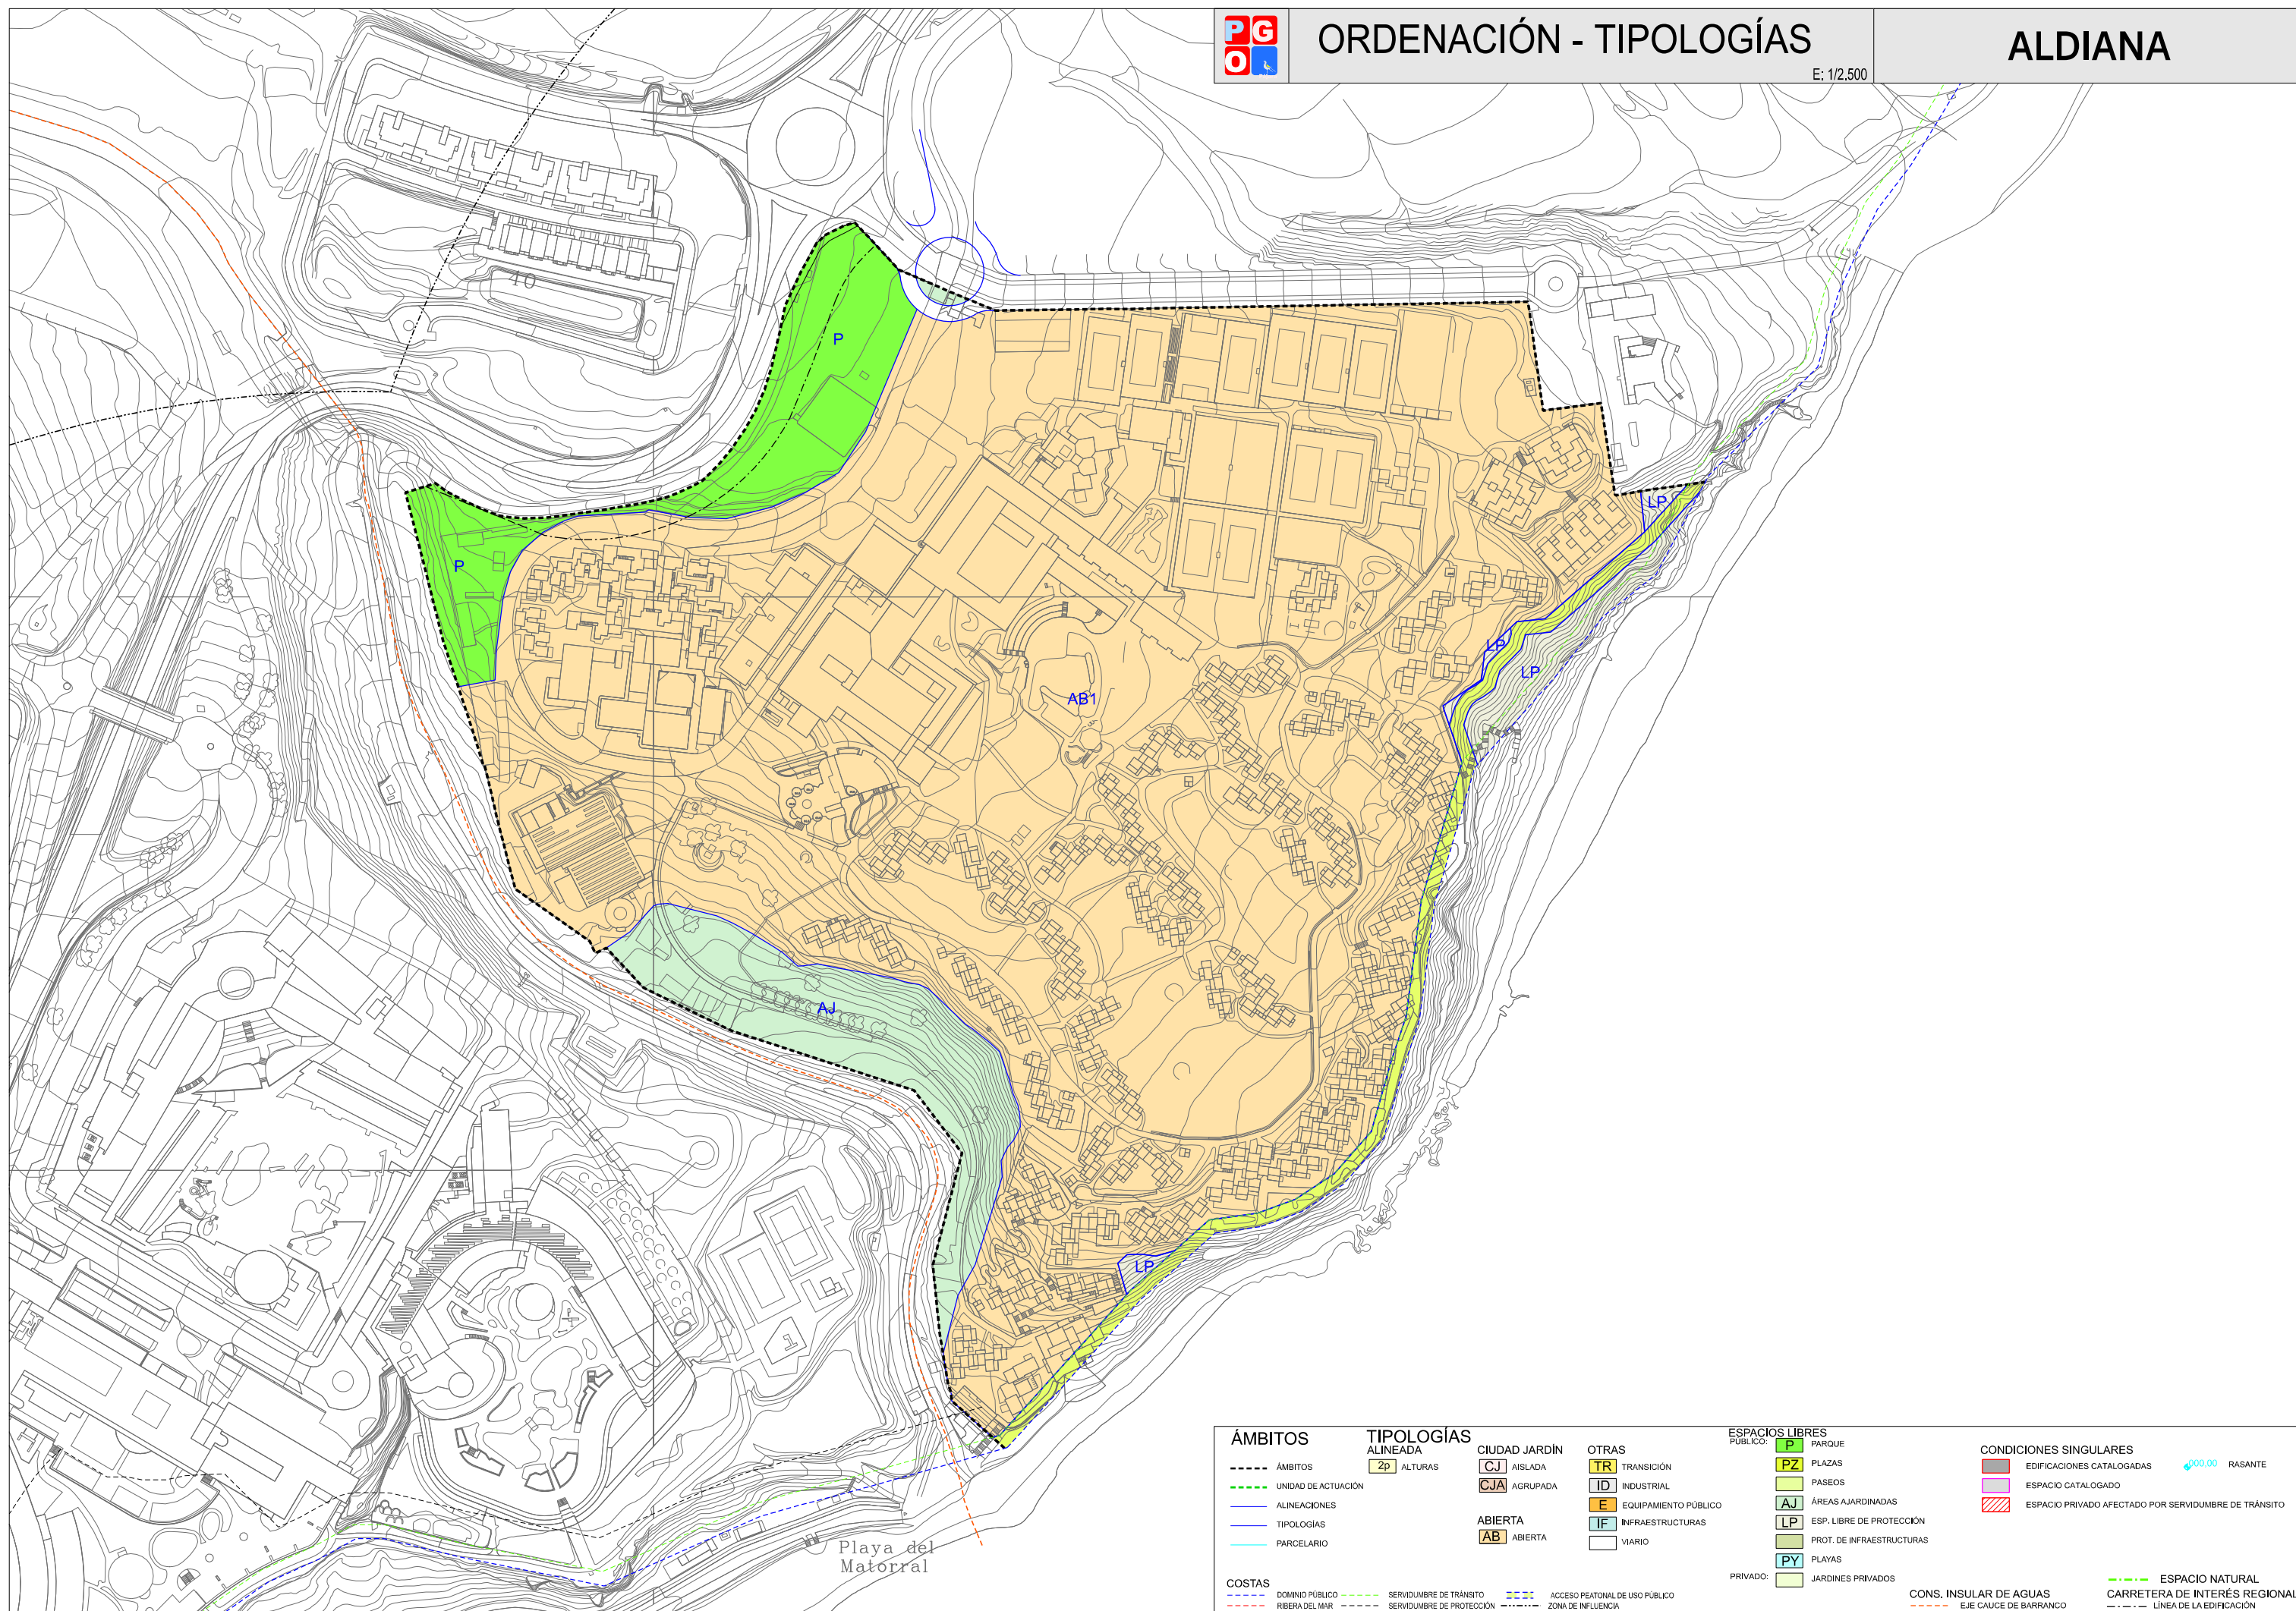 PG
O
ORDENACIÓN - TIPOLOGÍAS
E: 1/2.500
ALDIANA
10
P
P
LP
LP
LP
AB1
AJ
LP
1
Playa del
Matorral
ÁMBITOS
ÁMBITOS
UNIDAD DE ACTUACIÓN
ALINEACIONES
TIPOLOGÍAS
PARCELARIO
TIPOLOGÍAS
ALINEADA
2p ALTURAS
CIUDAD JARDÍN
CJ AISLADA
CJA AGRUPADA
ABIERTA
AB ABIERTA
OTRAS
TR TRANSICIÓN
ID INDUSTRIAL
E EQUIPAMIENTO PÚBLICO
IF INFRAESTRUCTURAS
VIARIO
ESPACIOS LIBRES
PÚBLICO: P PARQUE
PZ PLAZAS
PASEOS
AJ ÁREAS AJARDINADAS
LP ESP. LIBRE DE PROTECCIÓN
PROT. DE INFRAESTRUCTURAS
PY PLAYAS
PRIVADO: JARDINES PRIVADOS
CONDICIONES SINGULARES
EDIFICACIONES CATALOGADAS
000.00 RASANTE
ESPACIO CATALOGADO
ESPACIO PRIVADO AFECTADO POR SERVIDUMBRE DE TRÁNSITO
COSTAS
DOMINIO PÚBLICO
RIBERA DEL MAR
SERVIDUMBRE DE TRÁNSITO
SERVIDUMBRE DE PROTECCIÓN
ACCESO PEATONAL DE USO PÚBLICO
ZONA DE INFLUENCIA
CONS. INSULAR DE AGUAS
EJE CAUCE DE BARRANCO
ESPACIO NATURAL
CARRETERA DE INTERÉS REGIONAL
LÍNEA DE LA EDIFICACIÓN